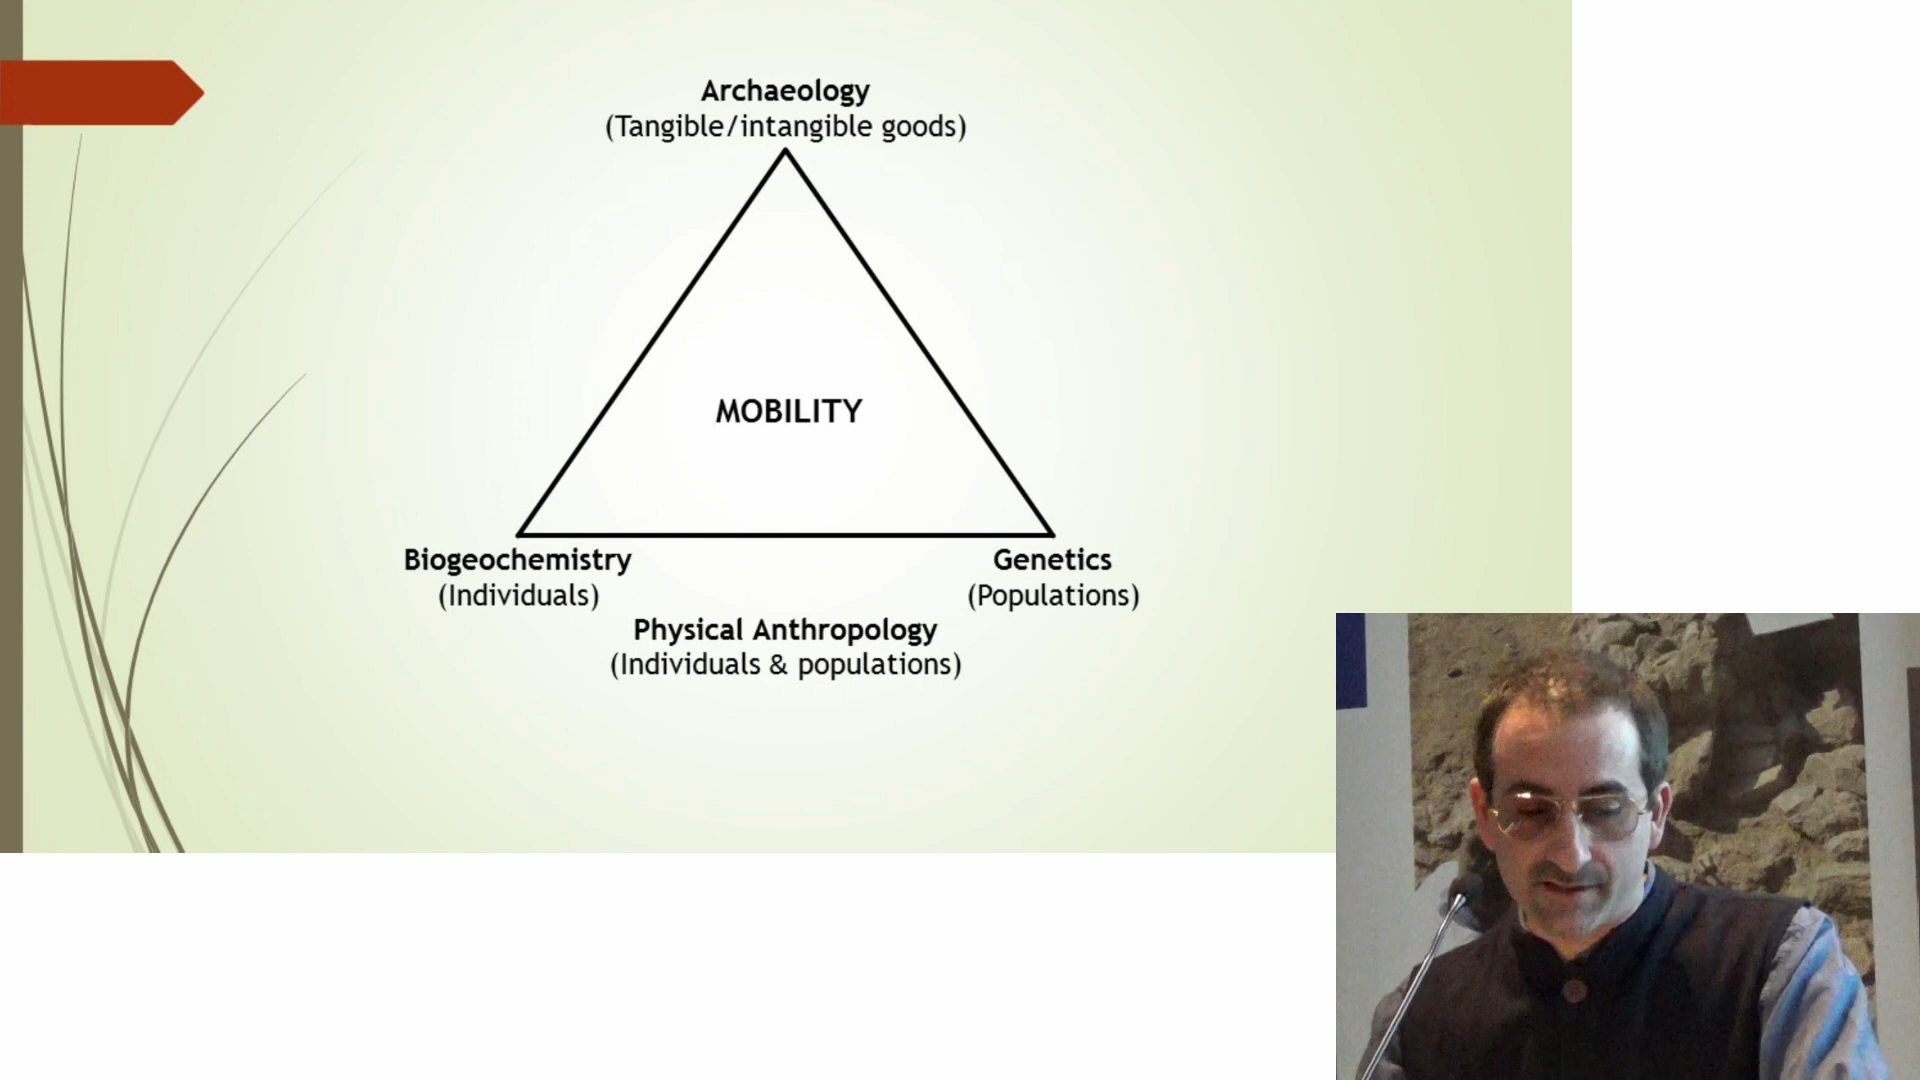 Archaeology
(Tangible/intangible goods)
MOBILITY
Biogeochemistry
(Individuals)
Genetics
(Populations)
Physical Anthropology
(Individuals & populations)